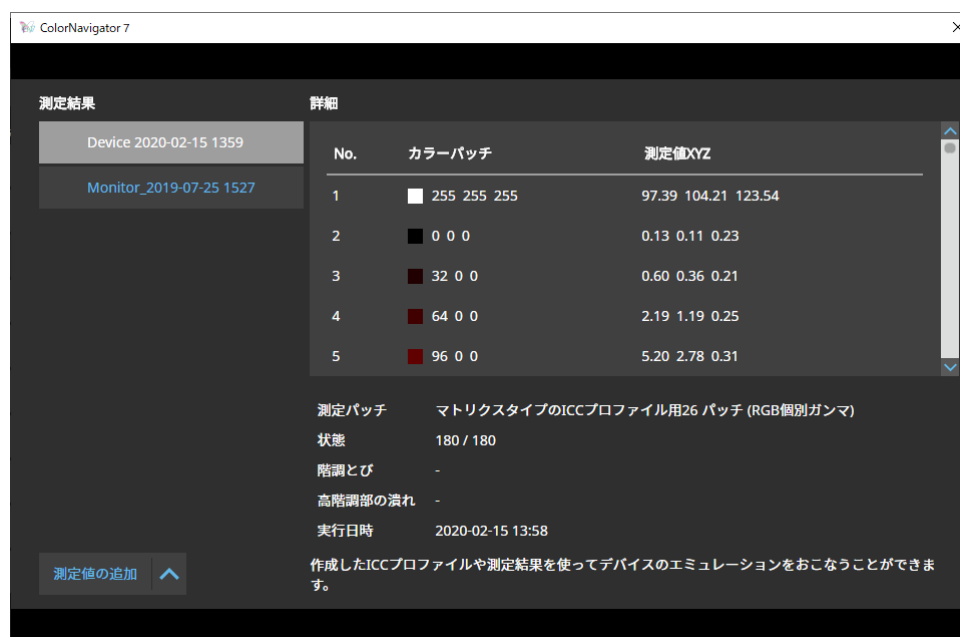 ColorNavigator 7
測定結果
詳細
Device 2020-02-15 1359
Monitor_2019-07-25 1527
No. カラーパッチ 測定値XYZ
1 255 255 255 97.39 104.21 123.54
2 0 0 0 0.13 0.11 0.23
3 32 0 0 0.60 0.36 0.21
4 64 0 0 2.19 1.19 0.25
5 96 0 0 5.20 2.78 0.31
測定パッチ マトリクスタイプのICCプロファイル用26 パッチ (RGB個別ガンマ)
状態 180 / 180
階調とび -
高階調部の潰れ -
実行日時 2020-02-15 13:58
測定値の追加
作成したICCプロファイルや測定結果を使ってデバイスのエミュレーションをおこなうことができま
す。